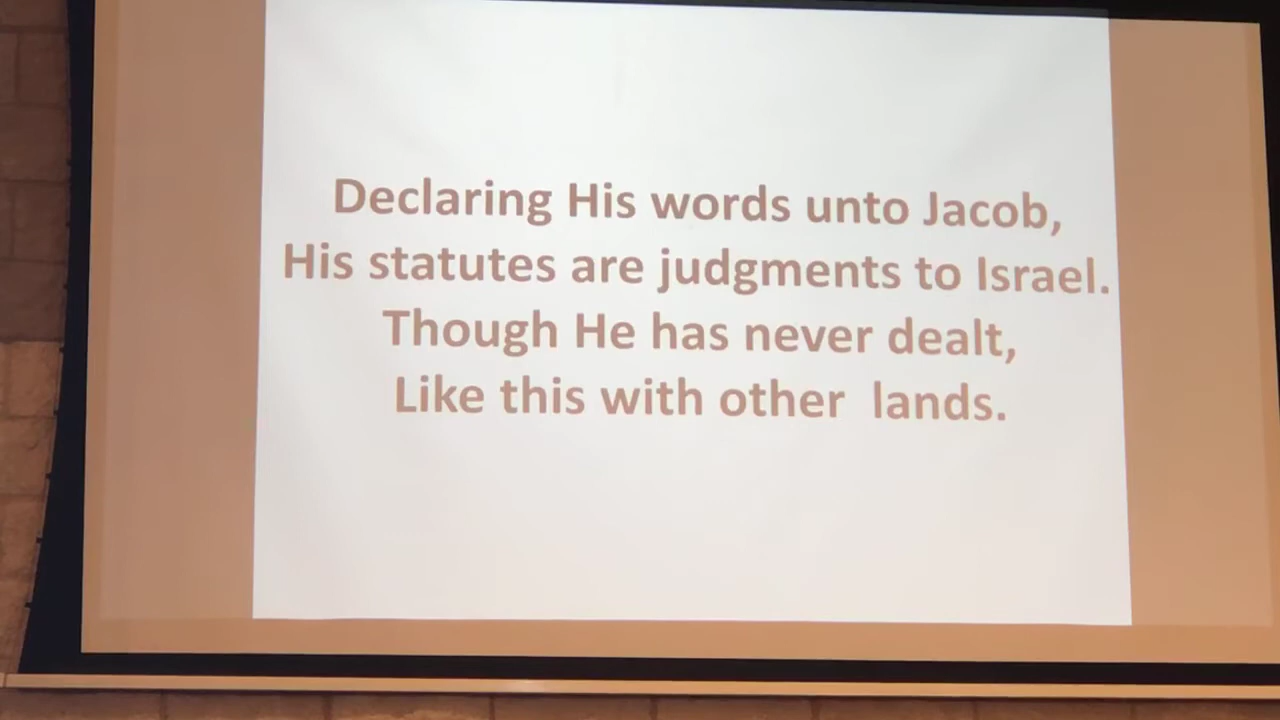 Declaring His words unto Jacob,
His statutes are judgments to Israel.
Though He has never dealt,
Like this with other lands.